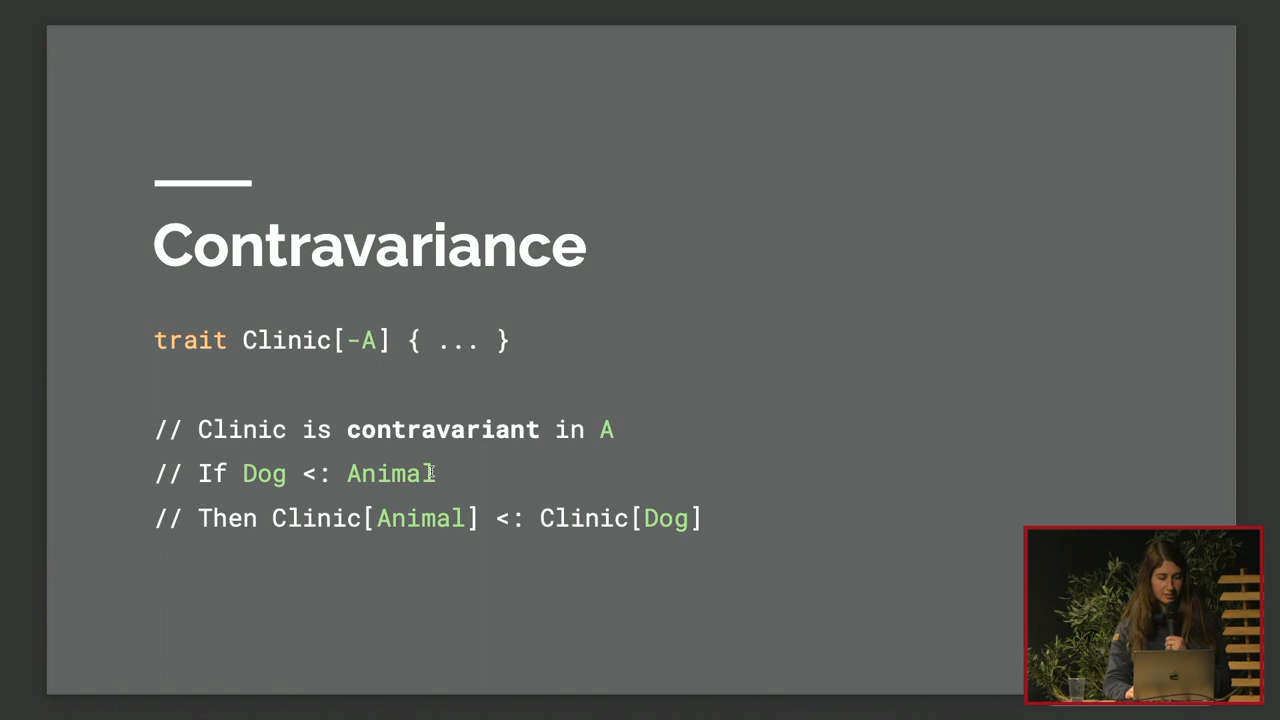 Contravariance
trait Clinic[-A] { ... }
// Clinic is contravariant in A
// If Dog <: Animal
// Then Clinic[Animal] <: Clinic[Dog]